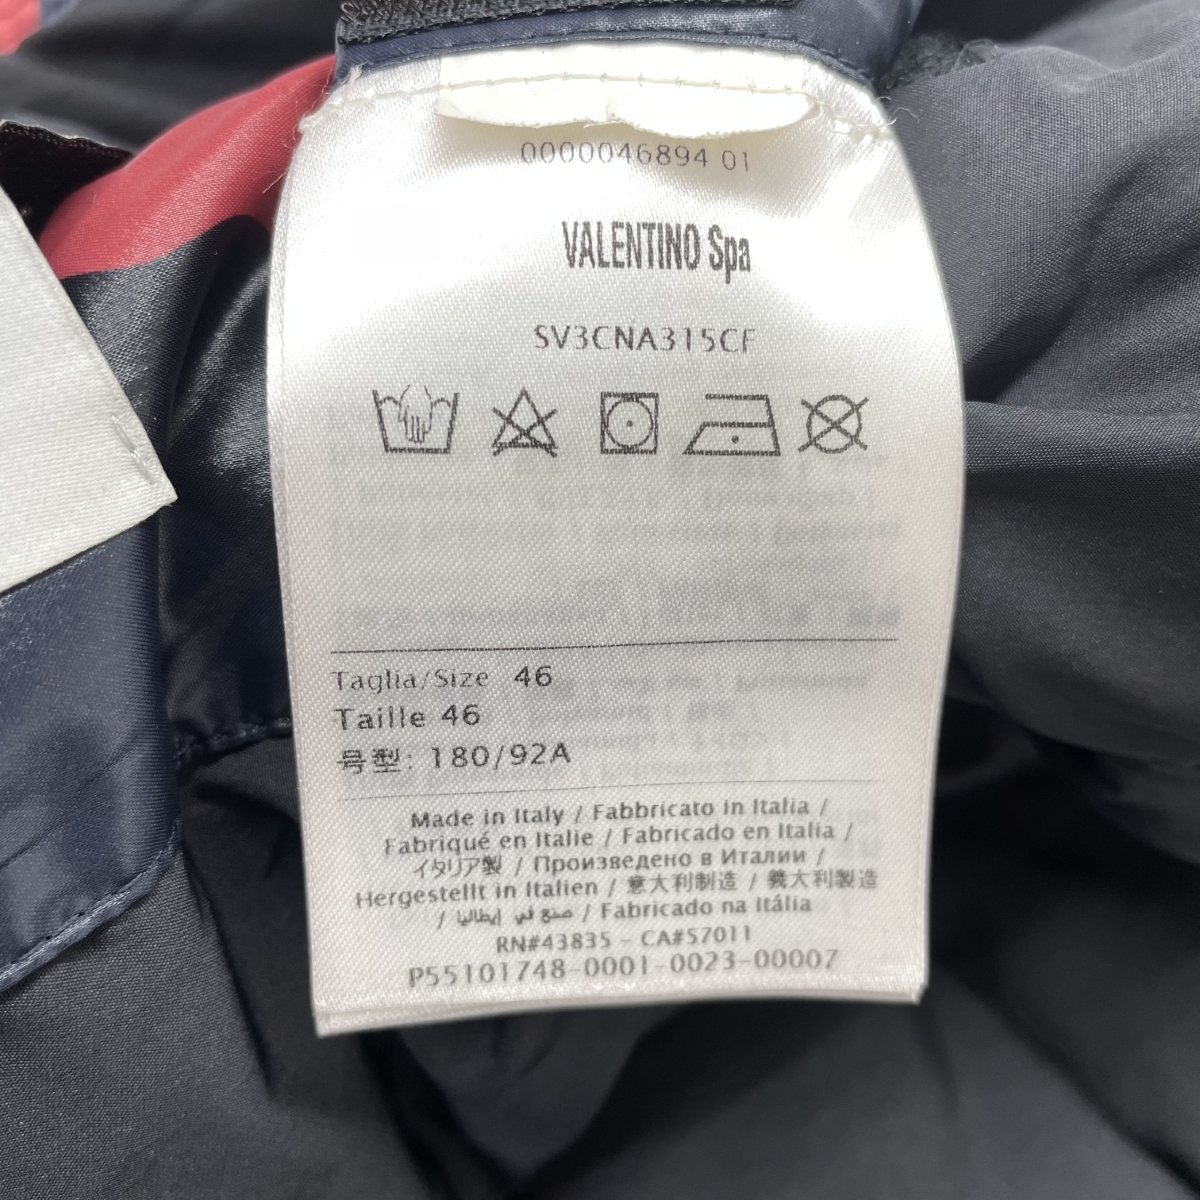 0000046894 01
VALENTINO Spa
SV3CNA315CF
Taglia/Size 46
Taille 46
号型: 180/92A
Made in Italy / Fabbricato in Italia /
Fabriqué en Italie / Fabricado en Italia /
イタリア製 / Произведено в Италии /
Hergestellt in Italien / 意大利制造 / 義大利製造
/ صنع في إيطاليا / Fabricado na Itália
RN#43835 - CA#57011
P55101748-0001-0023-00007